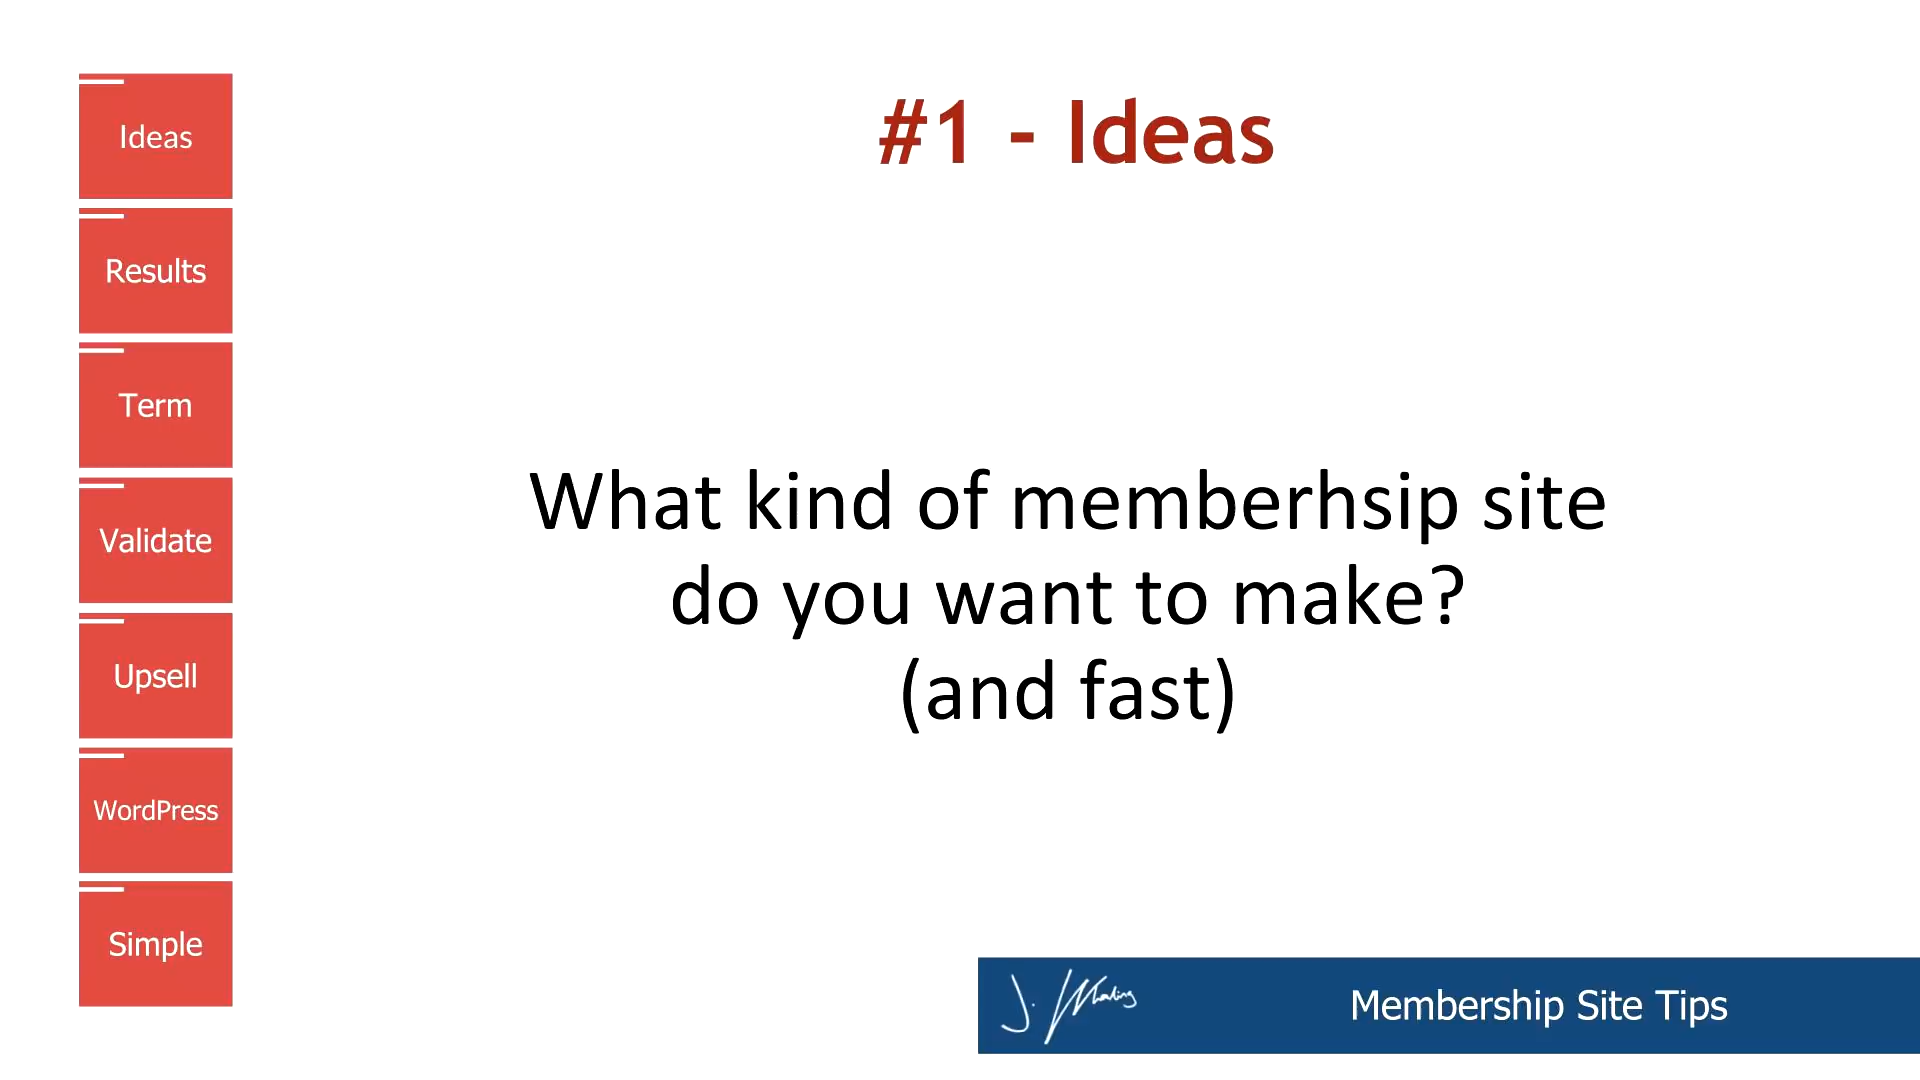 Ideas
Results
Term
Validate
Upsell
WordPress
Simple
#1 - Ideas
What kind of memberhsip site
do you want to make?
(and fast)
Membership Site Tips